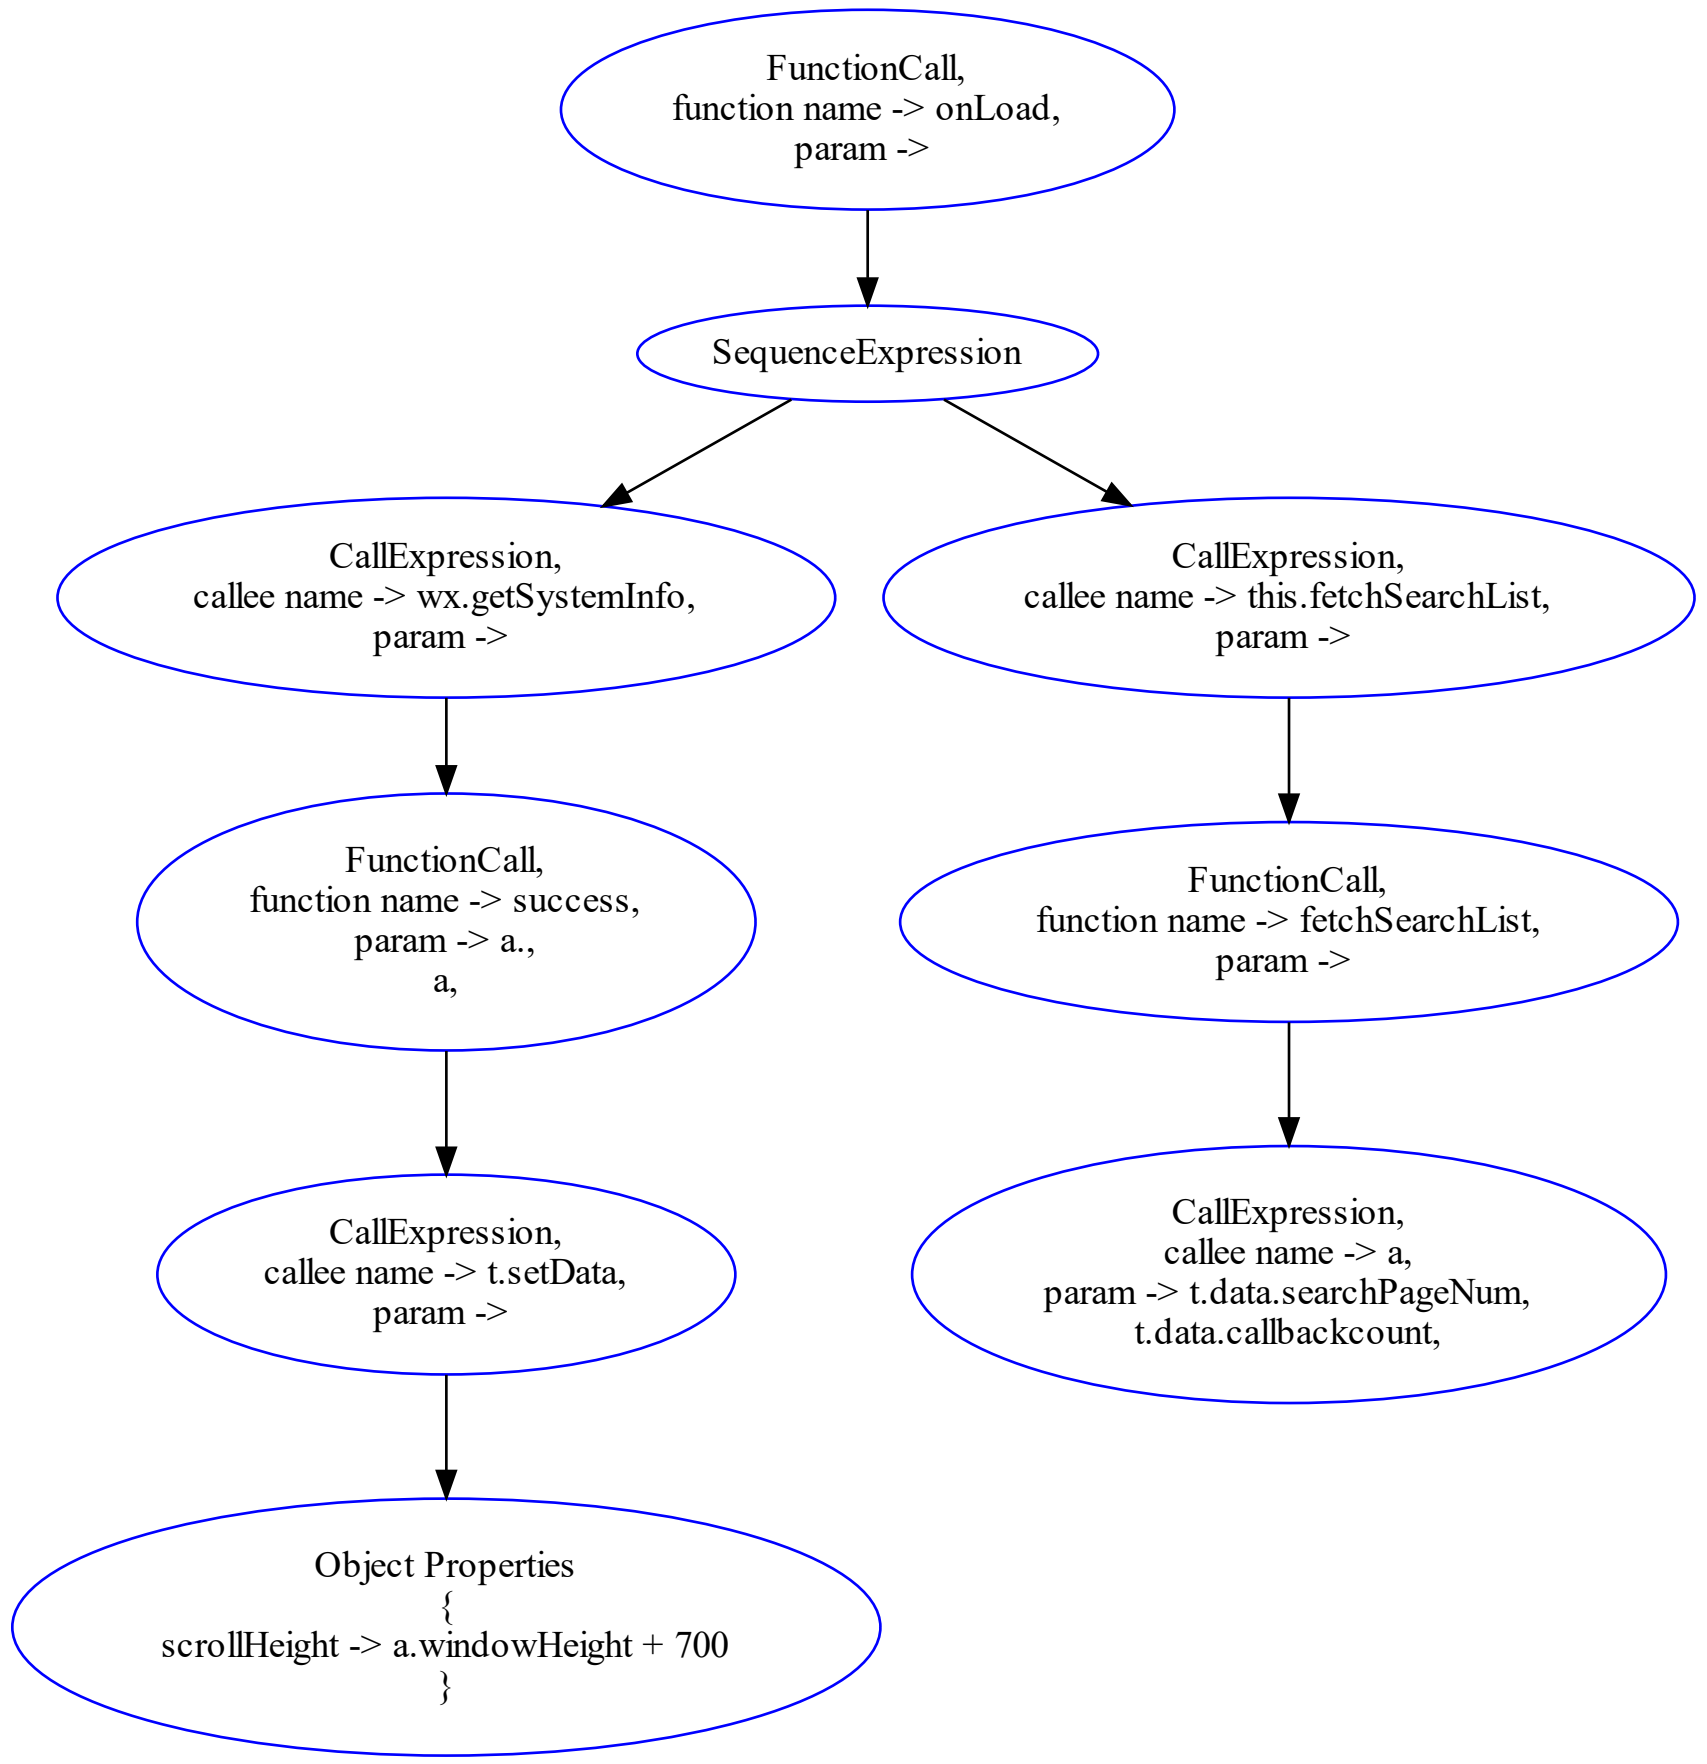 FunctionCall,
function name -> onLoad,
param ->
SequenceExpression
CallExpression,
callee name -> wx.getSystemInfo,
param ->
CallExpression,
callee name -> this.fetchSearchList,
param ->
FunctionCall,
function name -> success,
param -> a.,
a,
FunctionCall,
function name -> fetchSearchList,
param ->
CallExpression,
callee name -> t.setData,
param ->
CallExpression,
callee name -> a,
param -> t.data.searchPageNum,
t.data.callbackcount,
Object Properties
{
scrollHeight -> a.windowHeight + 700
}